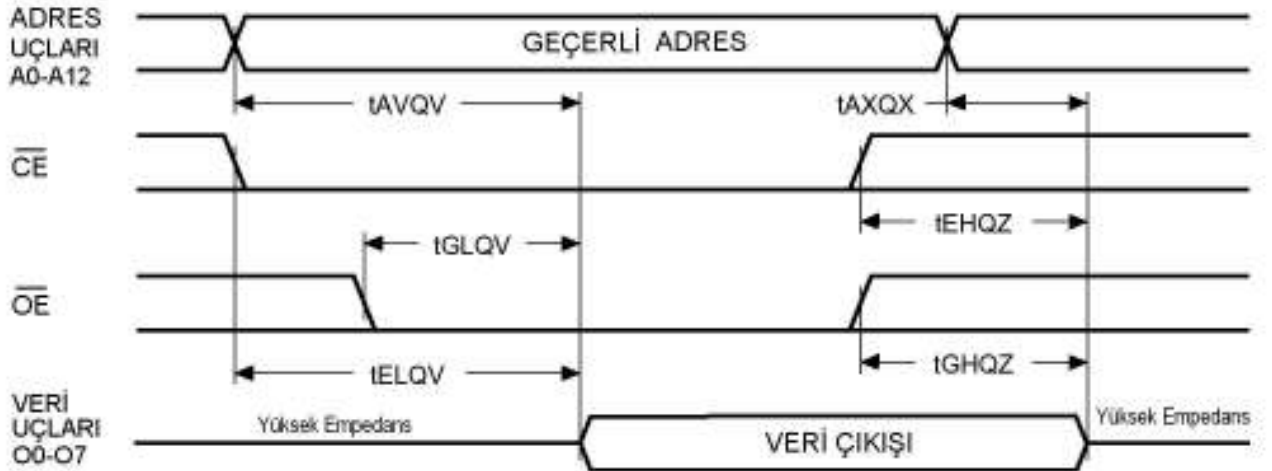 ADRES
UÇLARI
A0-A12
GEÇERLİ ADRES
tAVQV
tAXQX
CE
tEHQZ
tGLQV
OE
tGHQZ
tELQV
VERİ
UÇLARI
O0-O7
Yüksek Empedans
VERİ ÇIKIŞI
Yüksek Empedans